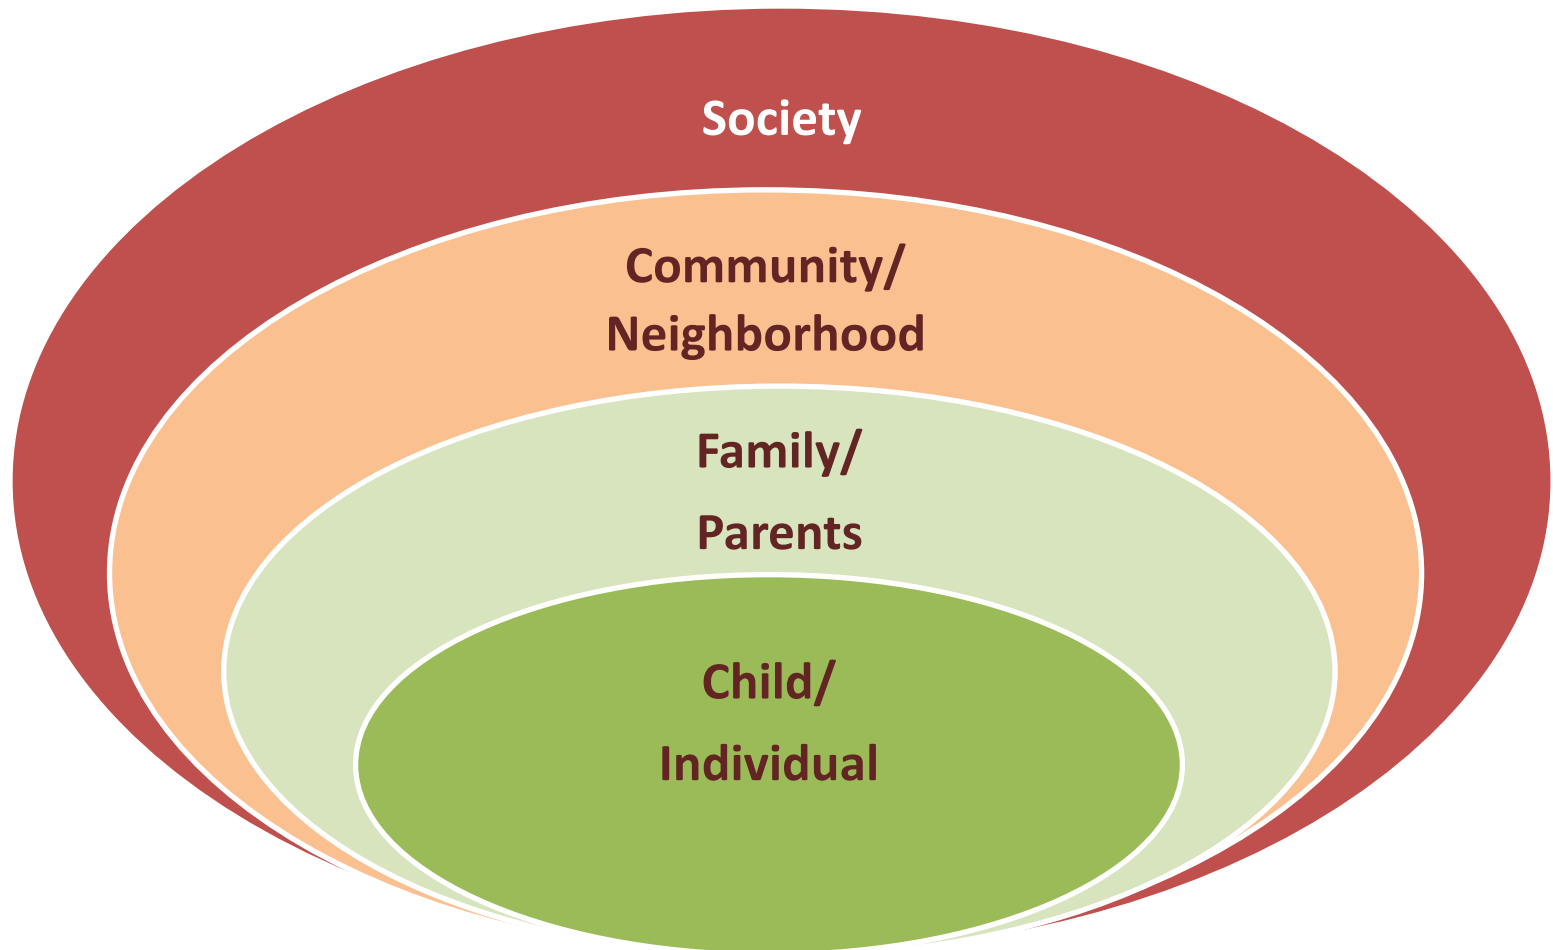 Society
Community/
Neighborhood
Family/
Parents
Child/
Individual